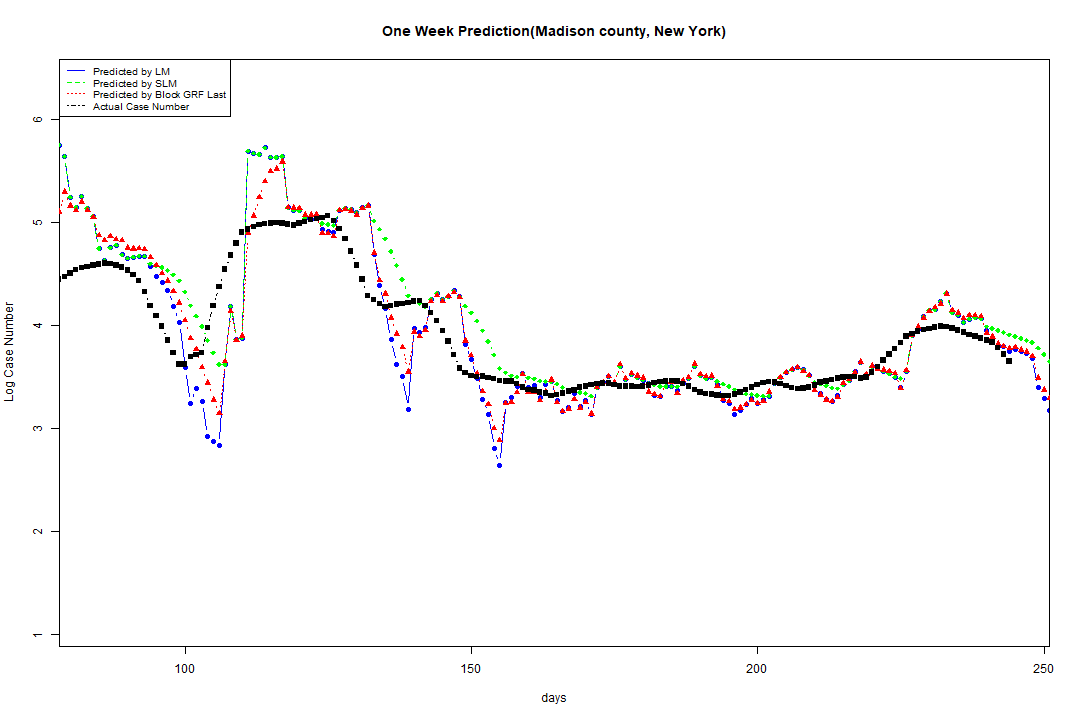 One Week Prediction(Madison county, New York)
Predicted by LM
Predicted by SLM
Predicted by Block GRF Last
Actual Case Number
Log Case Number
6
5
4
3
2
1
100
150
200
250
days